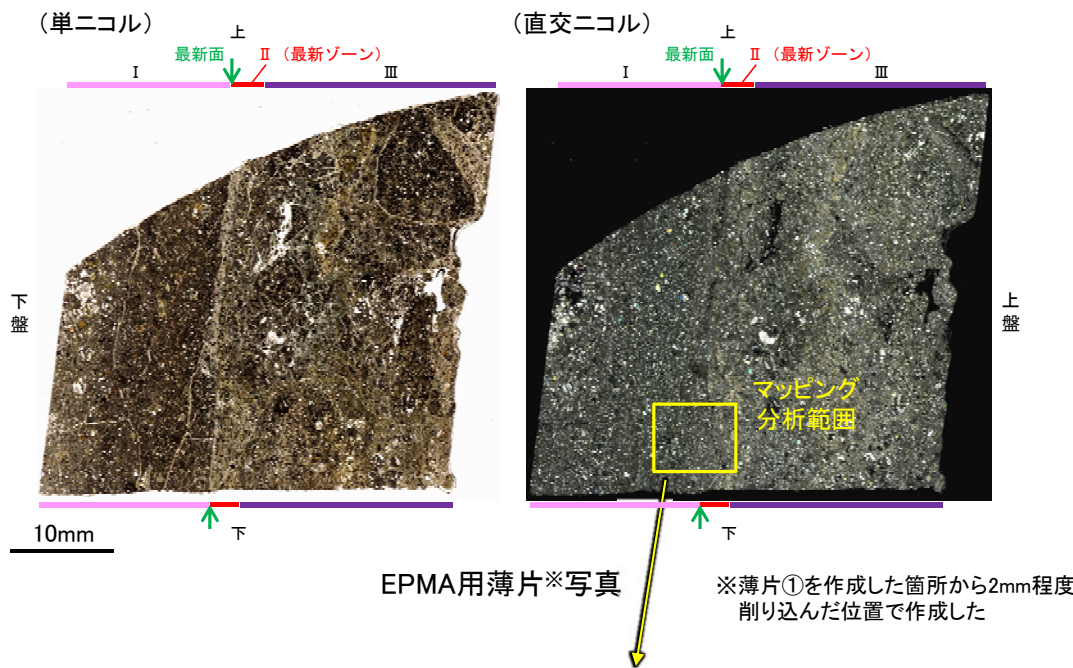 (単ニコル)
上
最新面
Ⅱ (最新ゾーン)
Ⅰ
Ⅲ
下
盤
下
10mm
(直交ニコル)
上
最新面
Ⅱ (最新ゾーン)
Ⅰ
Ⅲ
上
盤
マッピング
分析範囲
下
EPMA用薄片※写真
※薄片①を作成した箇所から2mm程度
削り込んだ位置で作成した